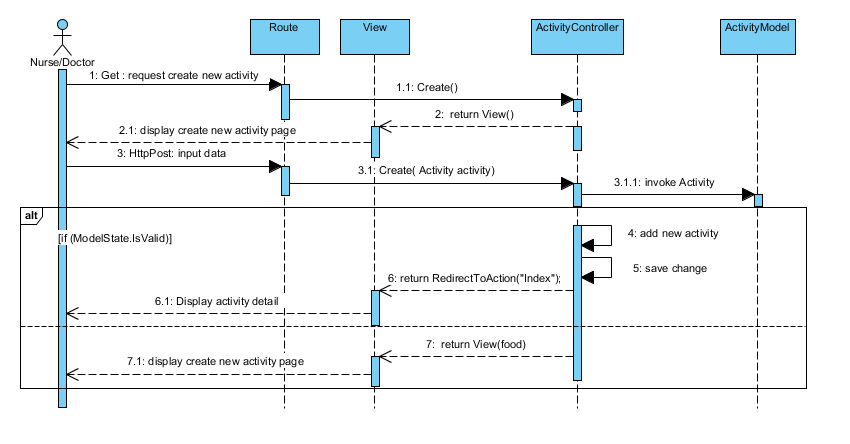 Route
View
ActivityController
ActivityModel
Nurse/Doctor
1: Get : request create new activity
1.1: Create()
2:  return View()
2.1: display create new activity page
3: HttpPost: input data
3.1: Create( Activity activity)
3.1.1: invoke Activity
alt
[if (ModelState.IsValid)]
4: add new activity
5: save change
6: return RedirectToAction("Index");
6.1: Display activity detail
7:  return View(food)
7.1: display create new activity page